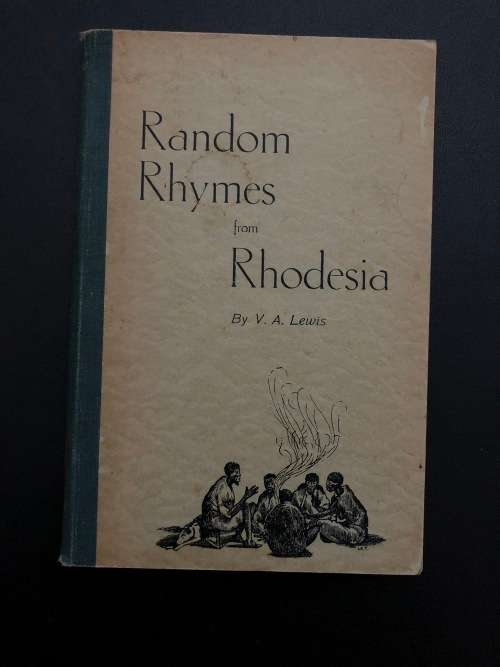 Random
Rhymes
from
Rhodesia
By V. A. Lewis